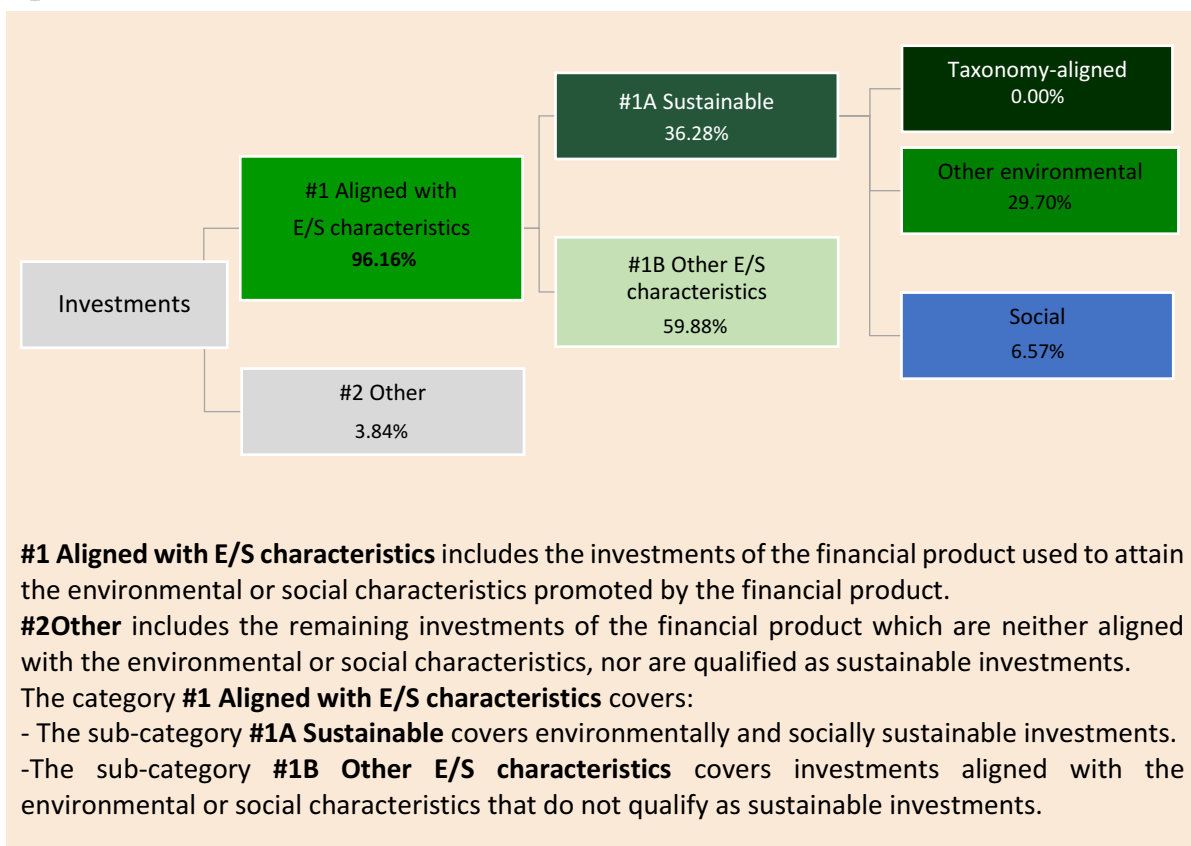 Investments
#1 Aligned with
E/S characteristics
96.16%
#2 Other
3.84%
#1A Sustainable
36.28%
#1B Other E/S
characteristics
59.88%
Taxonomy-aligned
0.00%
Other environmental
29.70%
Social
6.57%
#1 Aligned with E/S characteristics includes the investments of the financial product used to attain
the environmental or social characteristics promoted by the financial product.
#2Other includes the remaining investments of the financial product which are neither aligned
with the environmental or social characteristics, nor are qualified as sustainable investments.
The category #1 Aligned with E/S characteristics covers:
- The sub-category #1A Sustainable covers environmentally and socially sustainable investments.
-The sub-category #1B Other E/S characteristics covers investments aligned with the
environmental or social characteristics that do not qualify as sustainable investments.